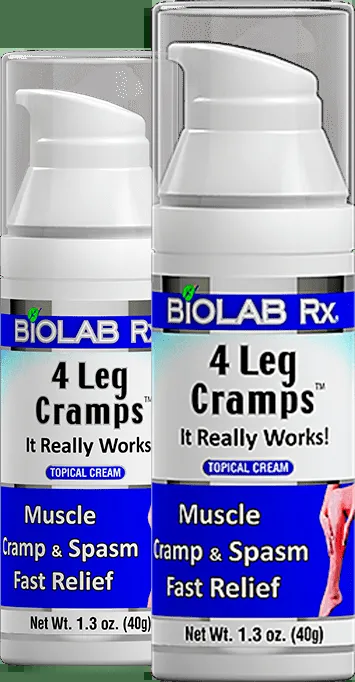 BiOLAB Rx
4 Leg
Cramps™
It Really Works
TOPICAL CREAM
Muscle
Cramp & Spasm
Fast Relief
Net Wt. 1.3 oz. (40g)
BiOLAB Rx.
4 Leg
Cramps™
It Really Works!
TOPICAL CREAM
Muscle
Cramp & Spasm
Fast Relief
Net Wt. 1.3 oz. (40g)